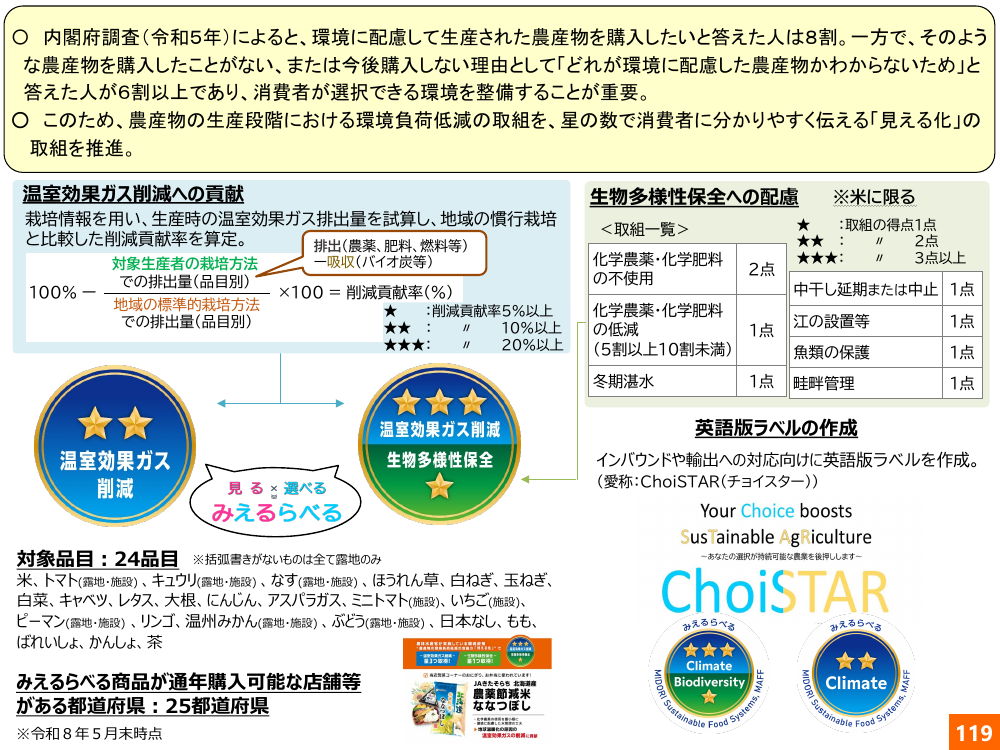 〇 内閣府調査（令和５年）によると、環境に配慮して生産された農産物を購入したいと答えた人は８割。一方で、そのよう
な農産物を購入したことがない、または今後購入しない理由として「どれが環境に配慮した農産物かわからないため」と
答えた人が６割以上であり、消費者が選択できる環境を整備することが重要。
〇 このため、農産物の生産段階における環境負荷低減の取組を、星の数で消費者に分かりやすく伝える「見える化」の
取組を推進。
温室効果ガス削減への貢献
栽培情報を用い、生産時の温室効果ガス排出量を試算し、地域の慣行栽培
と比較した削減貢献率を算定。
排出（農薬、肥料、燃料等）
ー吸収（バイオ炭等）
対象生産者の栽培方法
での排出量（品目別）
100% －
地域の標準的栽培方法
での排出量（品目別）
×100 ＝ 削減貢献率（％）
★ ：削減貢献率５％以上
★★ ： 〃 10％以上
★★★： 〃 20％以上
温室効果ガス
削減
温室効果ガス削減
生物多様性保全
見る×選べる
みえるらべる
生物多様性保全への配慮 ※米に限る
＜取組一覧＞
★ ：取組の得点1点
★★ ： 〃 2点
★★★： 〃 3点以上
化学農薬・化学肥料
の不使用 2点
化学農薬・化学肥料
の低減
（５割以上10割未満） 1点
冬期湛水 1点
中干し延期または中止 1点
江の設置等 1点
魚類の保護 1点
畦畔管理 1点
英語版ラベルの作成
インバウンドや輸出への対応向けに英語版ラベルを作成。
（愛称：ChoiSTAR（チョイスター））
Your Choice boosts
SusTainable AgRiculture
～あなたの選択が持続可能な農業を後押しします～
ChoiSTAR
みえるらべる
Climate
Biodiversity
MIDORI Sustainable Food Systems, MAFF
みえるらべる
Climate
MIDORI Sustainable Food Systems, MAFF
対象品目：24品目 ※括弧書きがないものは全て露地のみ
米、トマト(露地・施設) 、キュウリ(露地・施設) 、なす(露地・施設) 、ほうれん草、白ねぎ、玉ねぎ、
白菜、キャベツ、レタス、大根、にんじん、アスパラガス、ミニトマト(施設)、いちご(施設)、
ピーマン(露地・施設) 、リンゴ、温州みかん(露地・施設) 、ぶどう(露地・施設) 、日本なし、もも、
ばれいしょ、かんしょ、茶
みえるらべる商品が通年購入可能な店舗等
がある都道府県：25都道府県
※令和８年５月末時点
JAきたそらち 北海道産
農薬節減米
ななつぼし
119